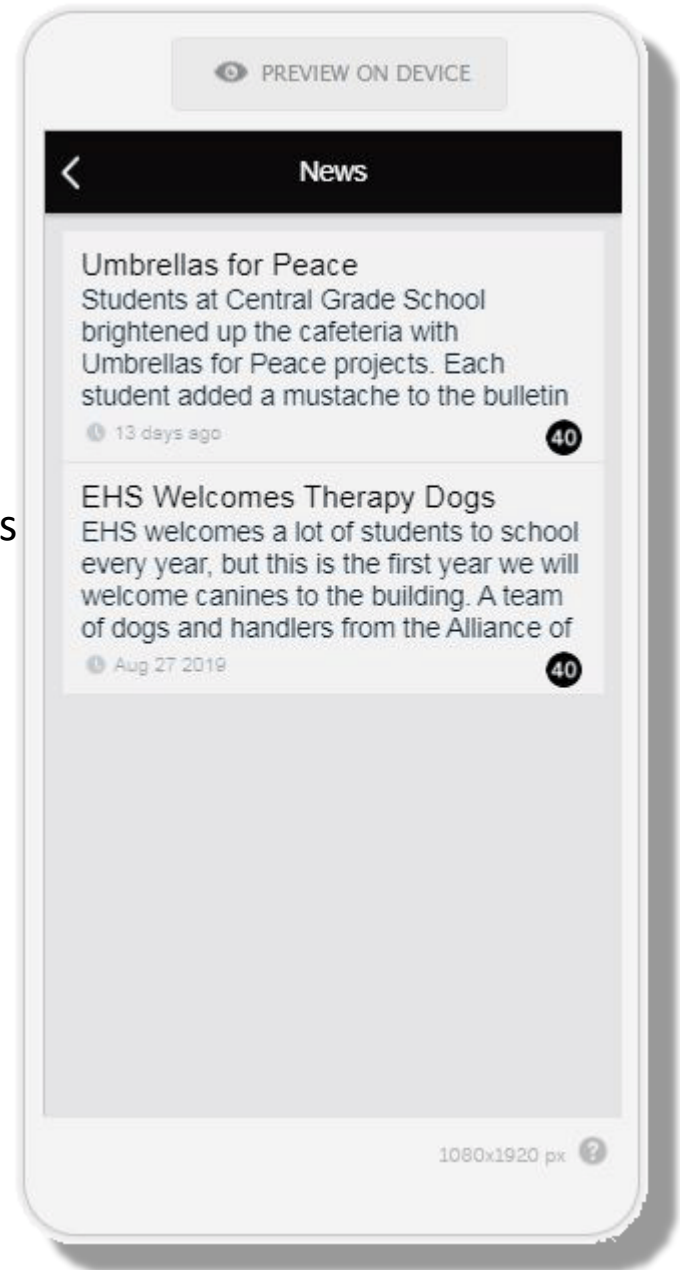 PREVIEW ON DEVICE
News
Umbrellas for Peace
Students at Central Grade School
brightened up the cafeteria with
Umbrellas for Peace projects. Each
student added a mustache to the bulletin
13 days ago
40
s
EHS Welcomes Therapy Dogs
EHS welcomes a lot of students to school
every year, but this is the first year we will
welcome canines to the building. A team
of dogs and handlers from the Alliance of
Aug 27 2019
40
1080x1920 px ?